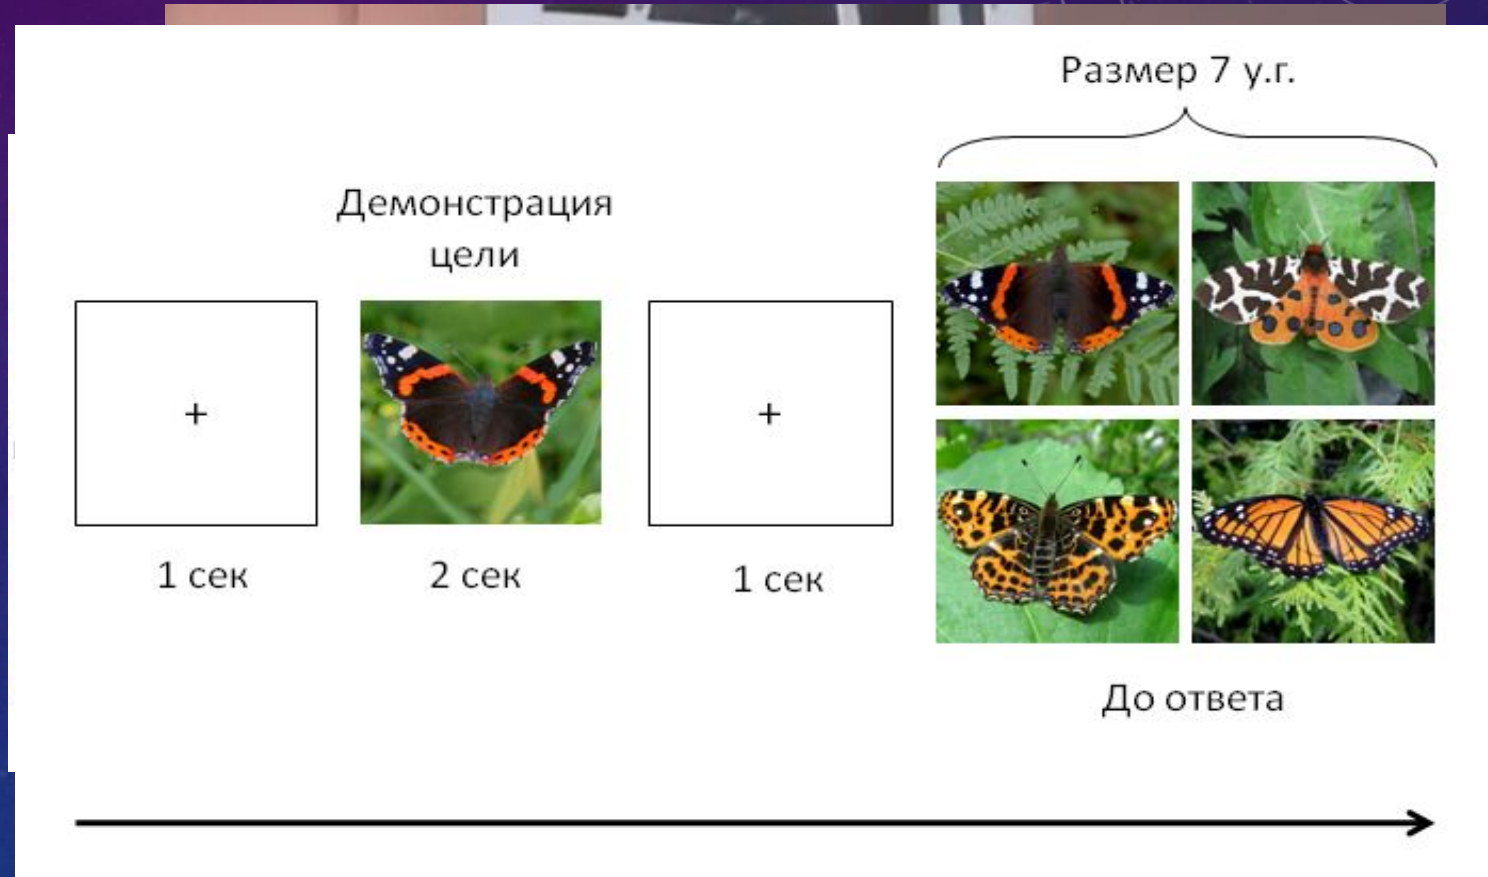 Размер 7 у.г.
Демонстрация
цели
+
+
1 сек
2 сек
1 сек
До ответа